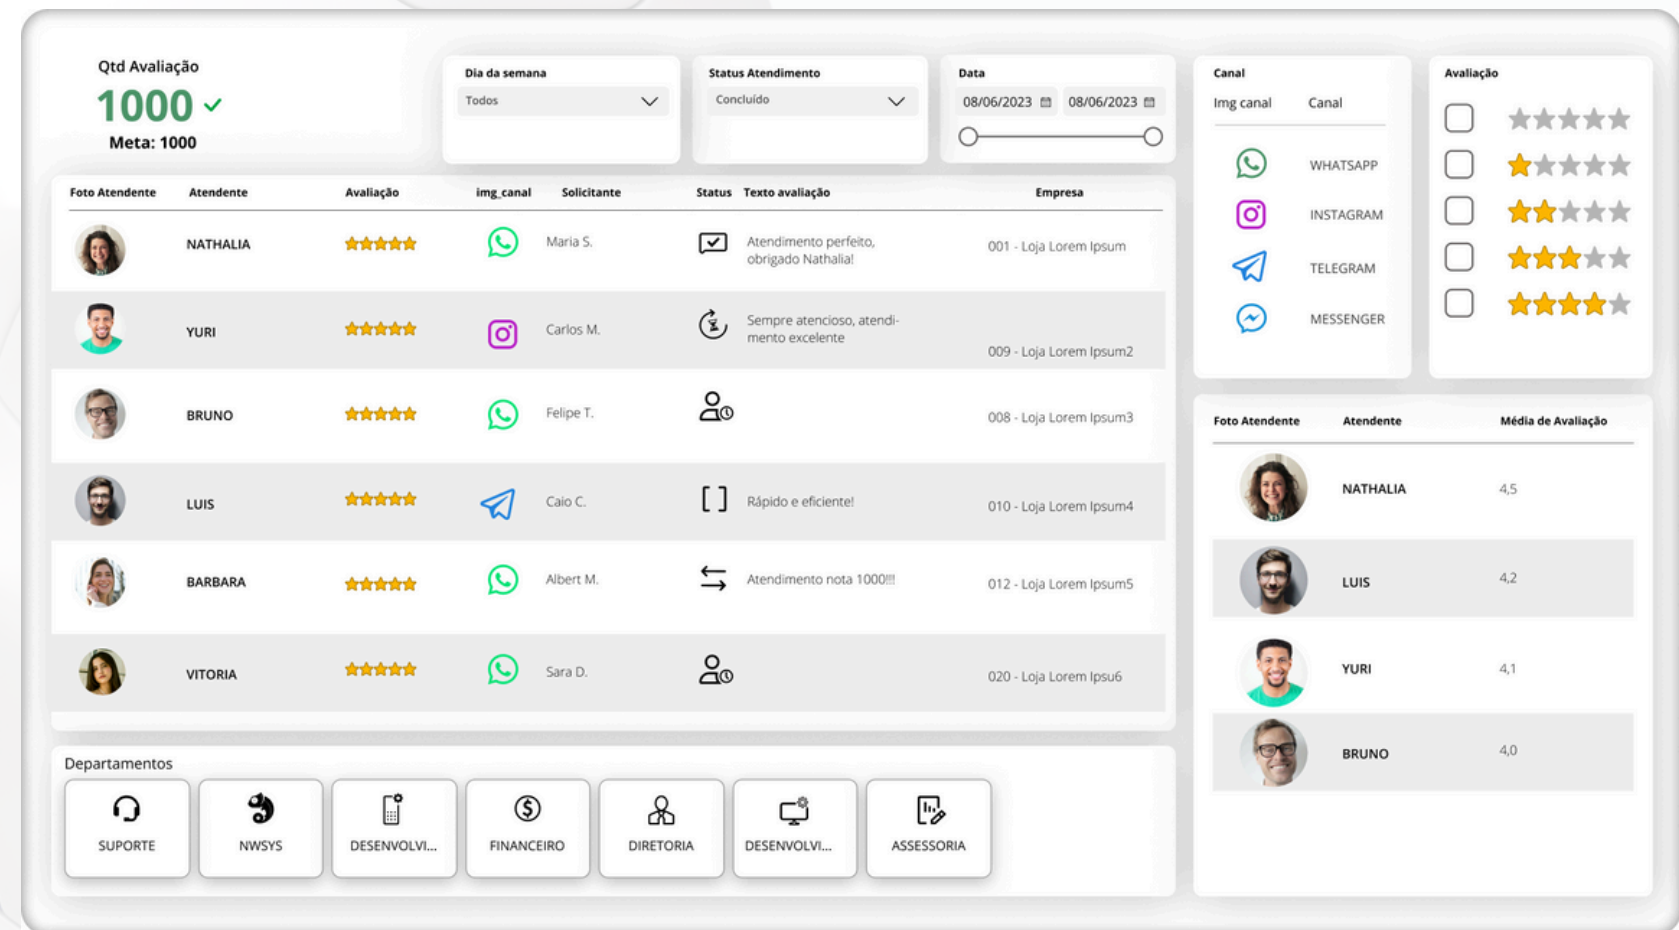 Qtd Avaliação
1000
Meta: 1000
Dia da semana
Todos
Status Atendimento
Concluído
Data
08/06/2023 08/06/2023
Foto Atendente Atendente Avaliação img_canal Solicitante Status Texto avaliação Empresa
NATHALIA Maria S. Atendimento perfeito,
obrigado Nathalia! 001 - Loja Lorem Ipsum
YURI Carlos M. Sempre atencioso, atendi-
mento excelente 009 - Loja Lorem Ipsum2
BRUNO Felipe T. 008 - Loja Lorem Ipsum3
LUIS Caio C. Rápido e eficiente! 010 - Loja Lorem Ipsum4
BARBARA Albert M. Atendimento nota 1000!!! 012 - Loja Lorem Ipsum5
VITORIA Sara D. 020 - Loja Lorem Ipsu6
Departamentos
SUPORTE NWSYS DESENVOLVI... FINANCEIRO DIRETORIA DESENVOLVI... ASSESSORIA
Canal
Img canal Canal
WHATSAPP
INSTAGRAM
TELEGRAM
MESSENGER
Avaliação
Foto Atendente Atendente Média de Avaliação
NATHALIA 4,5
LUIS 4,2
YURI 4,1
BRUNO 4,0